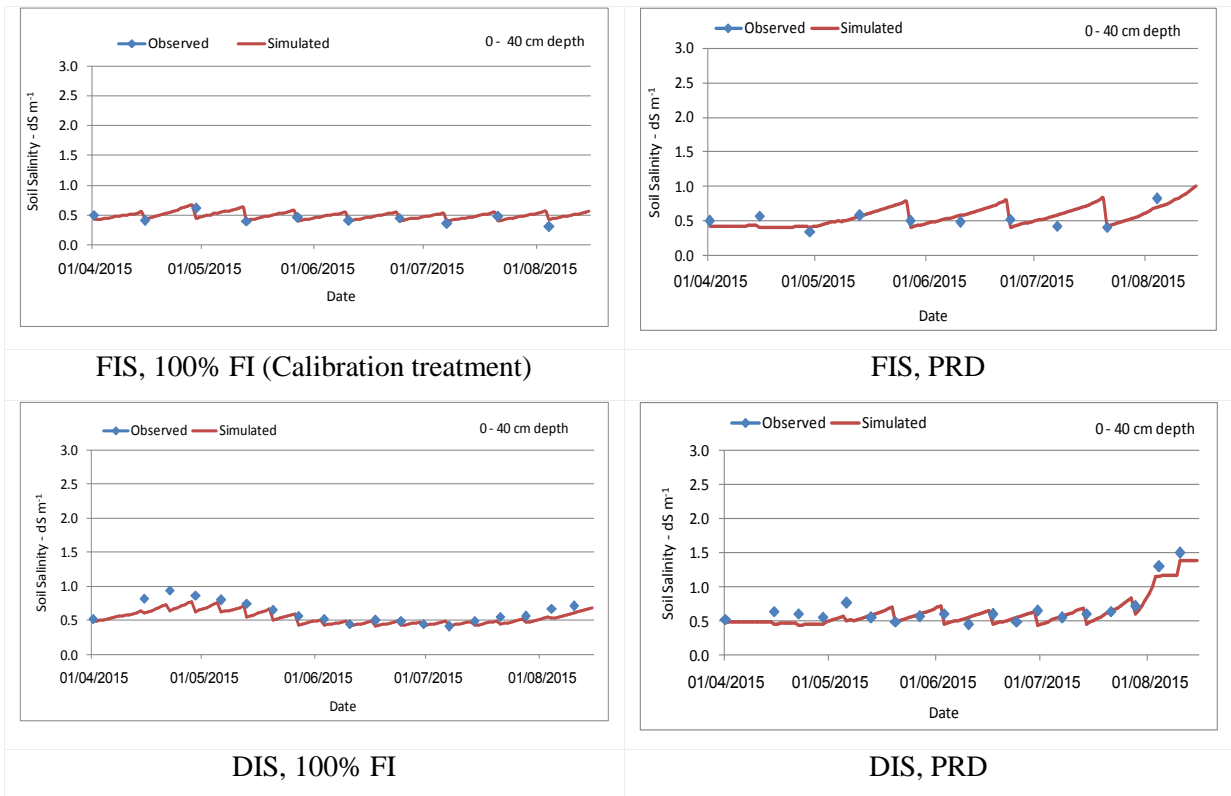 Observed Simulated 0 - 40 cm depth
Soil Salinity - dS m⁻¹
3.0
2.5
2.0
1.5
1.0
0.5
0.0
01/04/2015 01/05/2015 01/06/2015 01/07/2015 01/08/2015
Date
FIS, 100% FI (Calibration treatment)
Observed Simulated 0 - 40 cm depth
Soil Salinity - dS m⁻¹
3.0
2.5
2.0
1.5
1.0
0.5
0.0
01/04/2015 01/05/2015 01/06/2015 01/07/2015 01/08/2015
Date
FIS, PRD
Observed Simulated 0 - 40 cm depth
Soil Salinity - dS m⁻¹
3.0
2.5
2.0
1.5
1.0
0.5
0.0
01/04/2015 01/05/2015 01/06/2015 01/07/2015 01/08/2015
Date
DIS, 100% FI
Observed Simulated 0 - 40 cm depth
Soil Salinity - dS m⁻¹
3.0
2.5
2.0
1.5
1.0
0.5
0.0
01/04/2015 01/05/2015 01/06/2015 01/07/2015 01/08/2015
Date
DIS, PRD